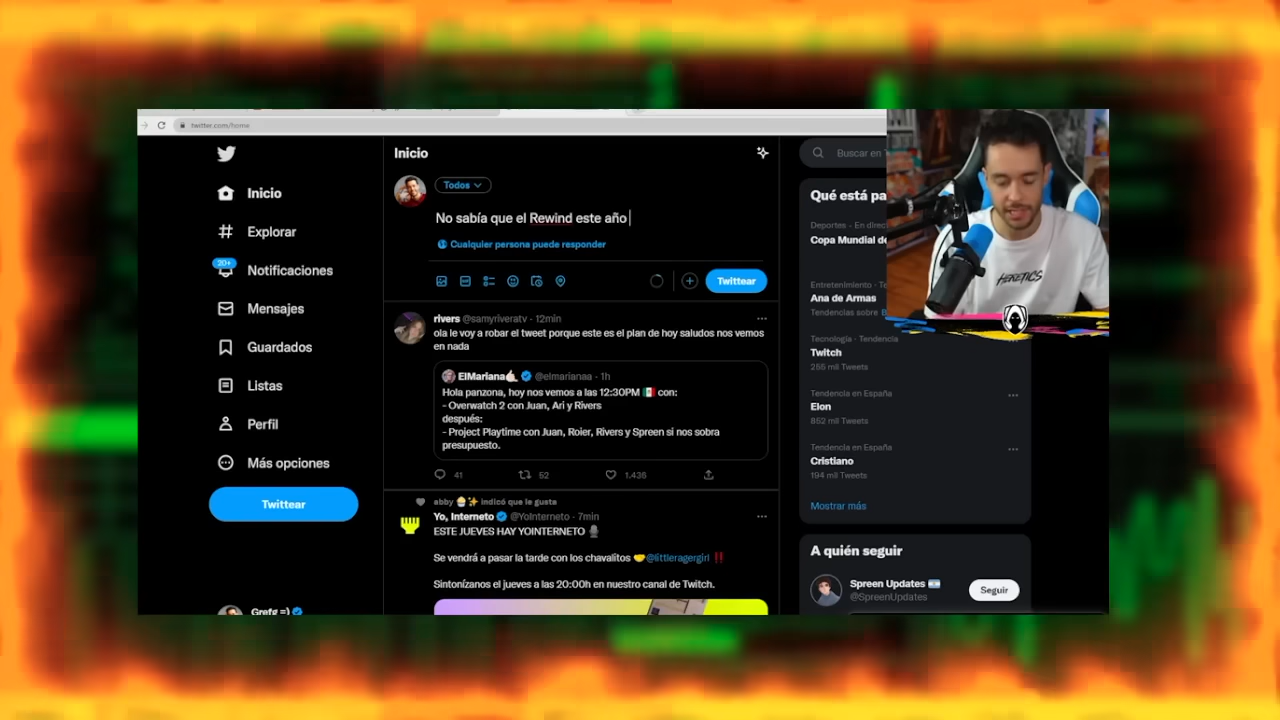 twitter.com/home
Inicio
Explorar
20+
Notificaciones
Mensajes
Guardados
Listas
Perfil
Más opciones
Twittear
Grefg =)
Inicio
Todos
No sabía que el Rewind este año
Cualquier persona puede responder
Twittear
rivers @samyriveratv · 12min
ola le voy a robar el tweet porque este es el plan de hoy saludos nos vemos
en nada
ElMariana @elmarianaa · 1h
Hola panzona, hoy nos vemos a las 12:30PM 🇲🇽 con:
- Overwatch 2 con Juan, Ari y Rivers
después:
- Project Playtime con Juan, Roier, Rivers y Spreen si nos sobra
presupuesto.
41 52 1.436
abby 🧁✨ indicó que le gusta
Yo, Interneto @YoInterneto · 7min
ESTE JUEVES HAY YOINTERNETO 🎙️
Se vendrá a pasar la tarde con los chavalitos 🤝@littleragergirl ‼️
Sintonízanos el jueves a las 20:00h en nuestro canal de Twitch.
Buscar en
Qué está pa
Deportes · En direc
Copa Mundial de
Entretenimiento · Te
Ana de Armas
Tendencias sobre B
Tecnología · Tendencia
Twitch
255 mil Tweets
Tendencia en España
Elon
852 mil Tweets
Tendencia en España
Cristiano
194 mil Tweets
Mostrar más
A quién seguir
Spreen Updates 🇦🇷
@SpreenUpdates
Seguir
HERETICS